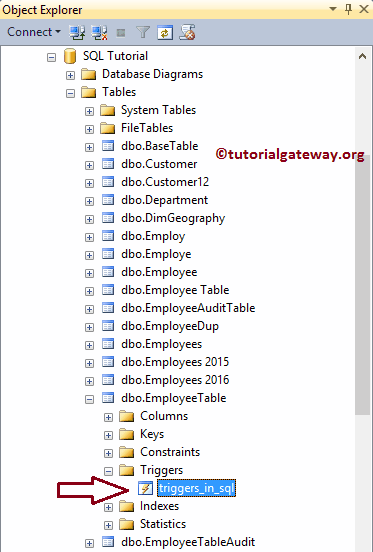 Object Explorer
Connect
SQL Tutorial
Database Diagrams
Tables
System Tables
FileTables
dbo.BaseTable
©tutorialgateway.org
dbo.Customer
dbo.Customer12
dbo.Department
dbo.DimGeography
dbo.Employ
dbo.Employe
dbo.Employee
dbo.Employee Table
dbo.EmployeeAuditTable
dbo.EmployeeDup
dbo.Employees
dbo.Employees 2015
dbo.Employees 2016
dbo.EmployeeTable
Columns
Keys
Constraints
Triggers
triggers_in_sql
Indexes
Statistics
dbo.EmployeeTableAudit